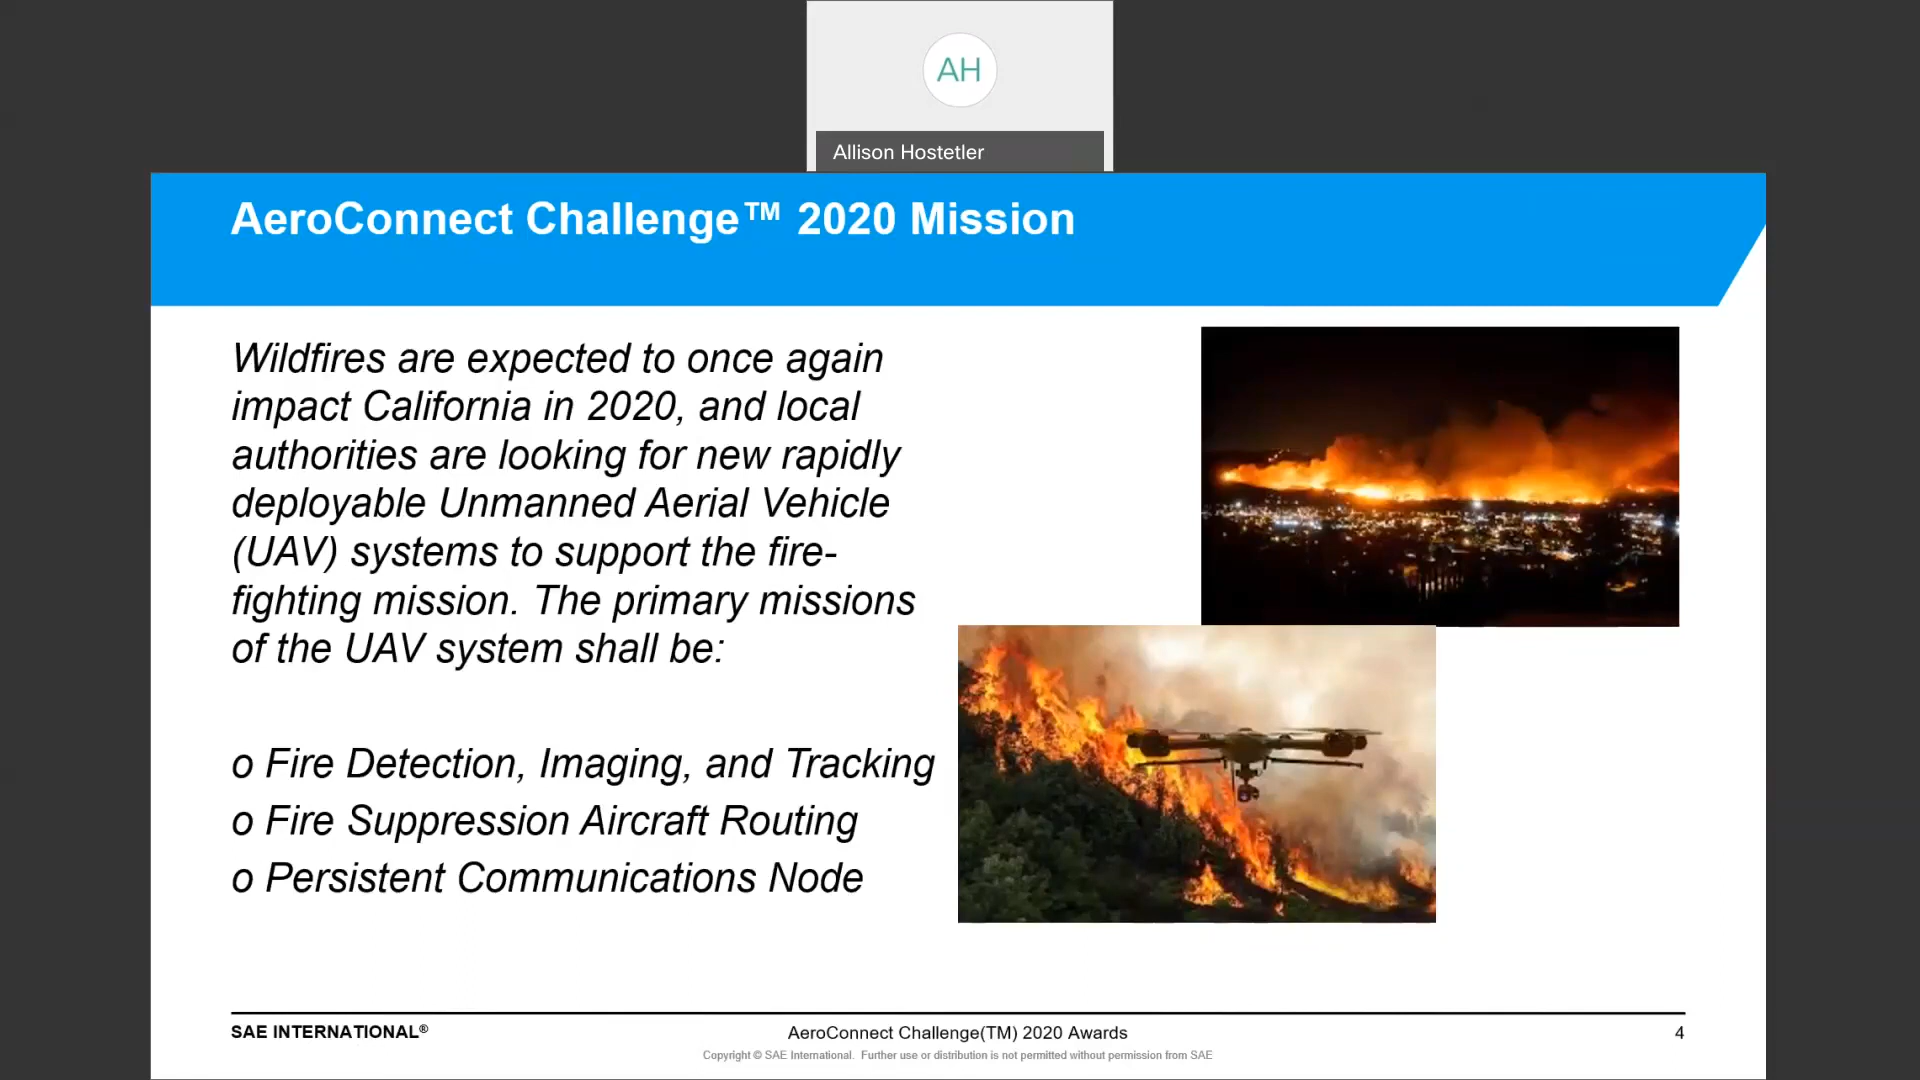 AH
Allison Hostetler
AeroConnect Challenge™ 2020 Mission
Wildfires are expected to once again
impact California in 2020, and local
authorities are looking for new rapidly
deployable Unmanned Aerial Vehicle
(UAV) systems to support the fire-
fighting mission. The primary missions
of the UAV system shall be:
o Fire Detection, Imaging, and Tracking
o Fire Suppression Aircraft Routing
o Persistent Communications Node
SAE INTERNATIONAL®
AeroConnect Challenge(TM) 2020 Awards
4
Copyright © SAE International. Further use or distribution is not permitted without permission from SAE